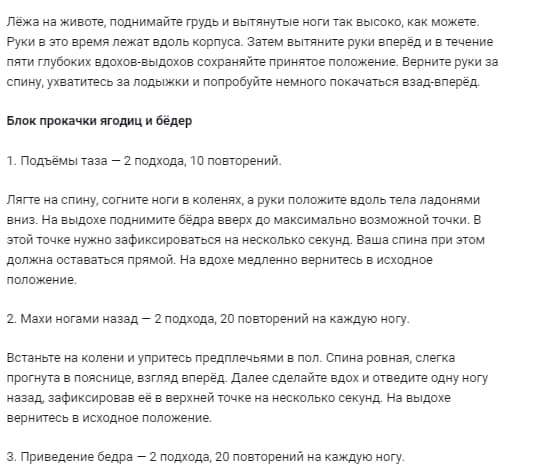 Лёжа на животе, поднимайте грудь и вытянутые ноги так высоко, как можете.
Руки в это время лежат вдоль корпуса. Затем вытяните руки вперёд и в течение
пяти глубоких вдохов-выдохов сохраняйте принятое положение. Верните руки за
спину, ухватитесь за лодыжки и попробуйте немного покачаться взад-вперёд.
Блок прокачки ягодиц и бёдер
1. Подъёмы таза — 2 подхода, 10 повторений.
Лягте на спину, согните ноги в коленях, а руки положите вдоль тела ладонями
вниз. На выдохе поднимите бёдра вверх до максимально возможной точки. В
этой точке нужно зафиксироваться на несколько секунд. Ваша спина при этом
должна оставаться прямой. На вдохе медленно вернитесь в исходное
положение.
2. Махи ногами назад — 2 подхода, 20 повторений на каждую ногу.
Встаньте на колени и упритесь предплечьями в пол. Спина ровная, слегка
прогнута в пояснице, взгляд вперёд. Далее сделайте вдох и отведите одну ногу
назад, зафиксировав её в верхней точке на несколько секунд. На выдохе
вернитесь в исходное положение.
3. Приведение бедра — 2 подхода, 20 повторений на каждую ногу.